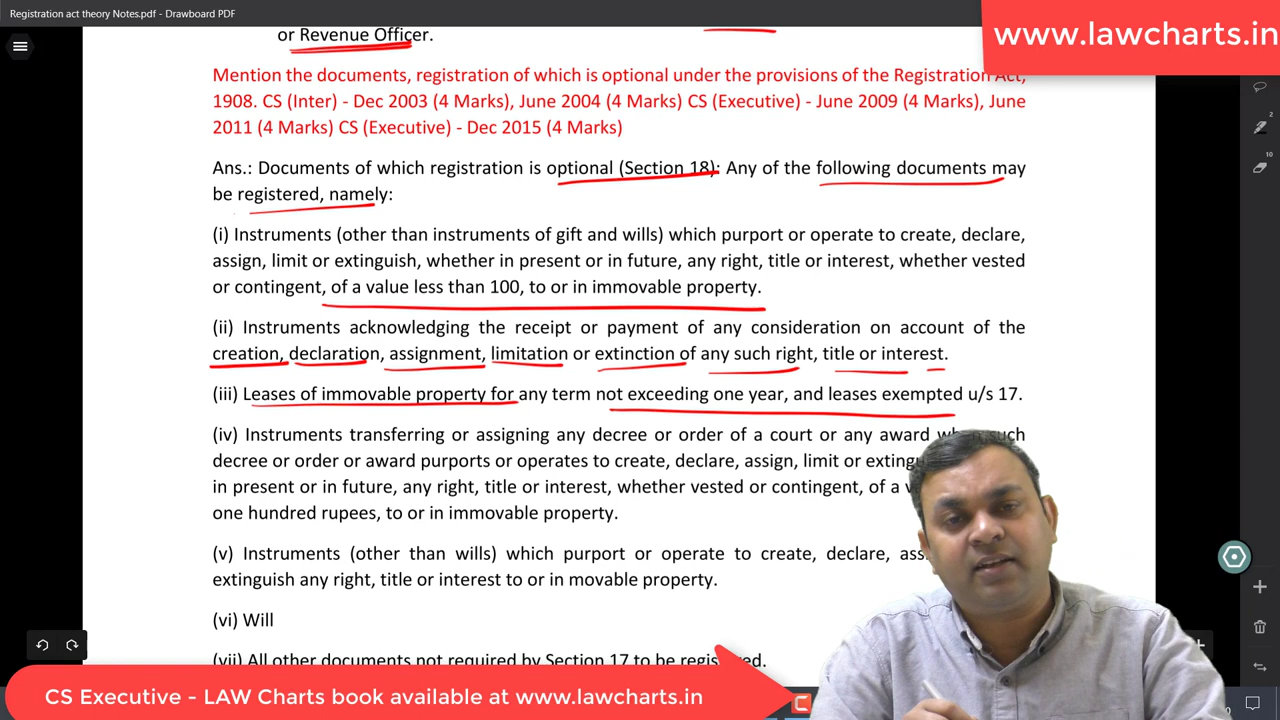 Registration act theory Notes.pdf - Drawboard PDF
www.lawcharts.in
or Revenue Officer.
Mention the documents, registration of which is optional under the provisions of the Registration Act,
1908. CS (Inter) - Dec 2003 (4 Marks), June 2004 (4 Marks) CS (Executive) - June 2009 (4 Marks), June
2011 (4 Marks) CS (Executive) - Dec 2015 (4 Marks)
Ans.: Documents of which registration is optional (Section 18): Any of the following documents may
be registered, namely:
(i) Instruments (other than instruments of gift and wills) which purport or operate to create, declare,
assign, limit or extinguish, whether in present or in future, any right, title or interest, whether vested
or contingent, of a value less than 100, to or in immovable property.
(ii) Instruments acknowledging the receipt or payment of any consideration on account of the
creation, declaration, assignment, limitation or extinction of any such right, title or interest.
(iii) Leases of immovable property for any term not exceeding one year, and leases exempted u/s 17.
(iv) Instruments transferring or assigning any decree or order of a court or any award when such
decree or order or award purports or operates to create, declare, assign, limit or
in present or in future, any right, title or interest, whether vested or contingent, of a
one hundred rupees, to or in immovable property.
(v) Instruments (other than wills) which purport or operate to create, declare,
extinguish any right, title or interest to or in movable property.
(vi) Will
(vii) All other documents not required by Section 17 to be registered.
CS Executive - LAW Charts book available at www.lawcharts.in